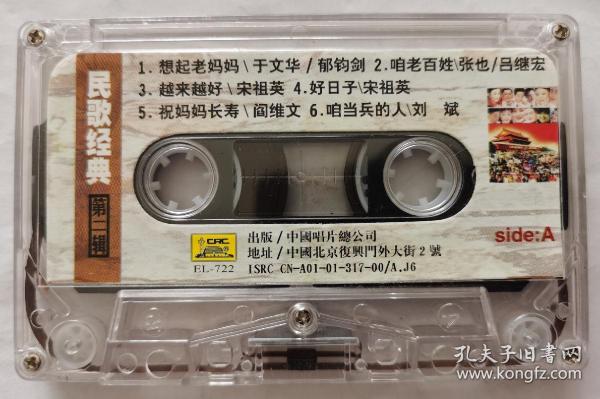 1. 想起老妈妈\于文华/郁钧剑 2.咱老百姓\张也/吕继宏
3. 越来越好\宋祖英 4.好日子\宋祖英
5. 祝妈妈长寿\阎维文 6.咱当兵的人\刘 斌
民歌经典
第二辑
CRC
EL-722
出版/中國唱片總公司
地址/中國北京復興門外大街2號
ISRC CN-A01-01-317-00/A.J6
side:A
孔夫子旧書网
www.kongfz.com